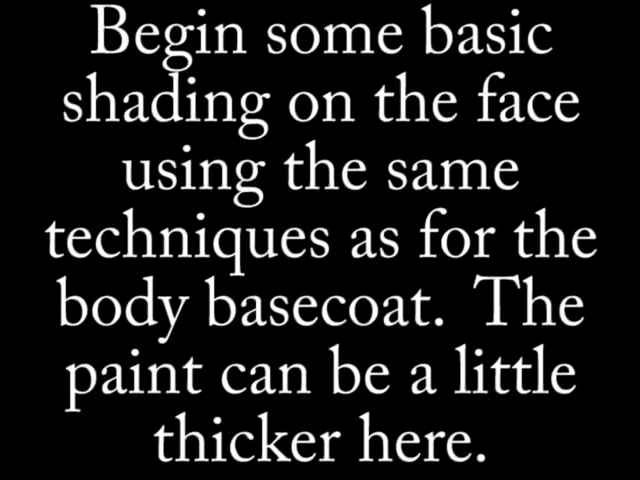 Begin some basic
shading on the face
using the same
techniques as for the
body basecoat.  The
paint can be a little
thicker here.